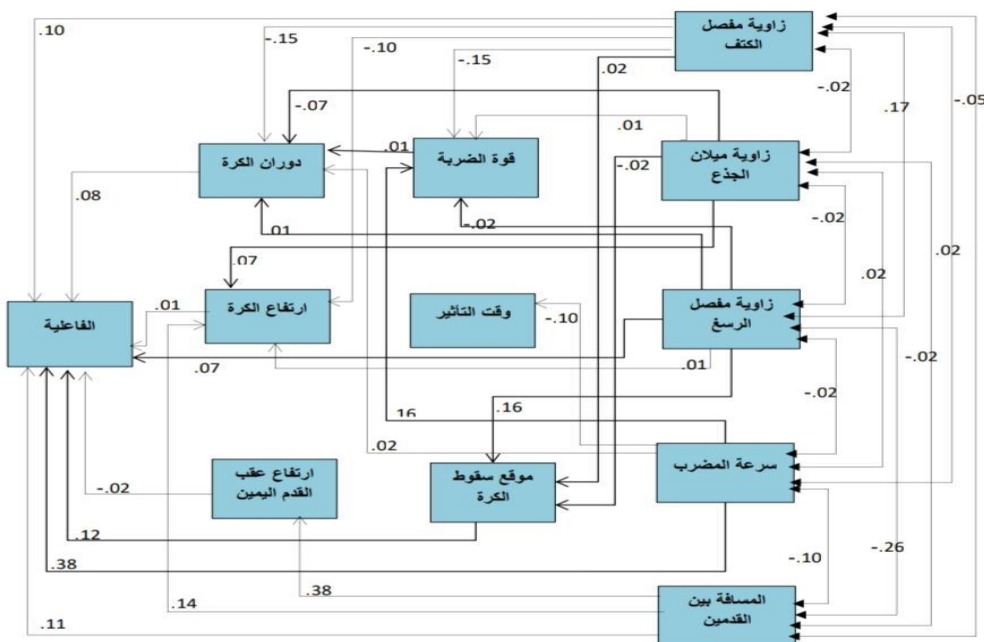 .10
زاوية مفصل
الكتف
-.15
-.10
-.15
.02
-.02
.17
-.05
-.07
.01
.01
دوران الكرة
قوة الضربة
زاوية ميلان
الجذع
-.02
.08
-.02
-.02
.01
.02
.02
.07
الفاعلية
.01
ارتفاع الكرة
وقت التأثير
زاوية مفصل
الرسغ
-.10
.07
.01
-.02
-.02
.16
.16
.02
ارتفاع عقب
القدم اليمين
موقع سقوط
الكرة
سرعة المضرب
-.02
.12
.38
-.10
-.26
.38
.14
.11
المسافة بين
القدمين